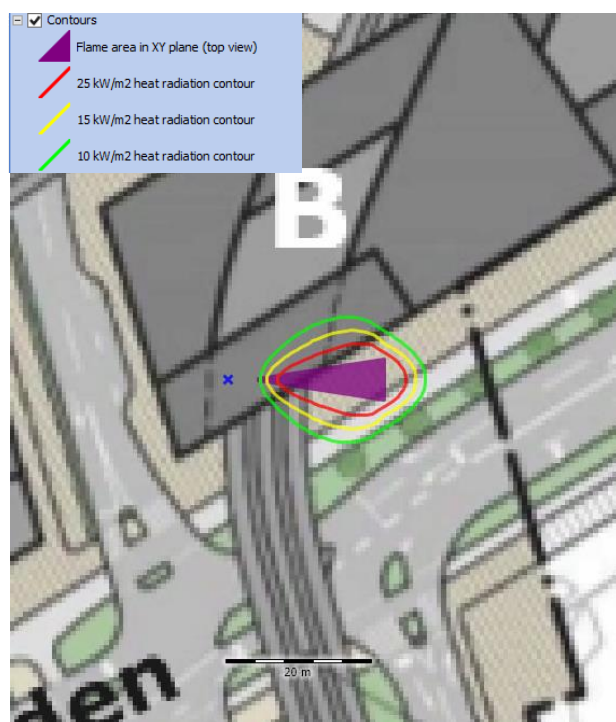 Contours
Flame area in XY plane (top view)
25 kW/m2 heat radiation contour
15 kW/m2 heat radiation contour
10 kW/m2 heat radiation contour
B
den
20 m